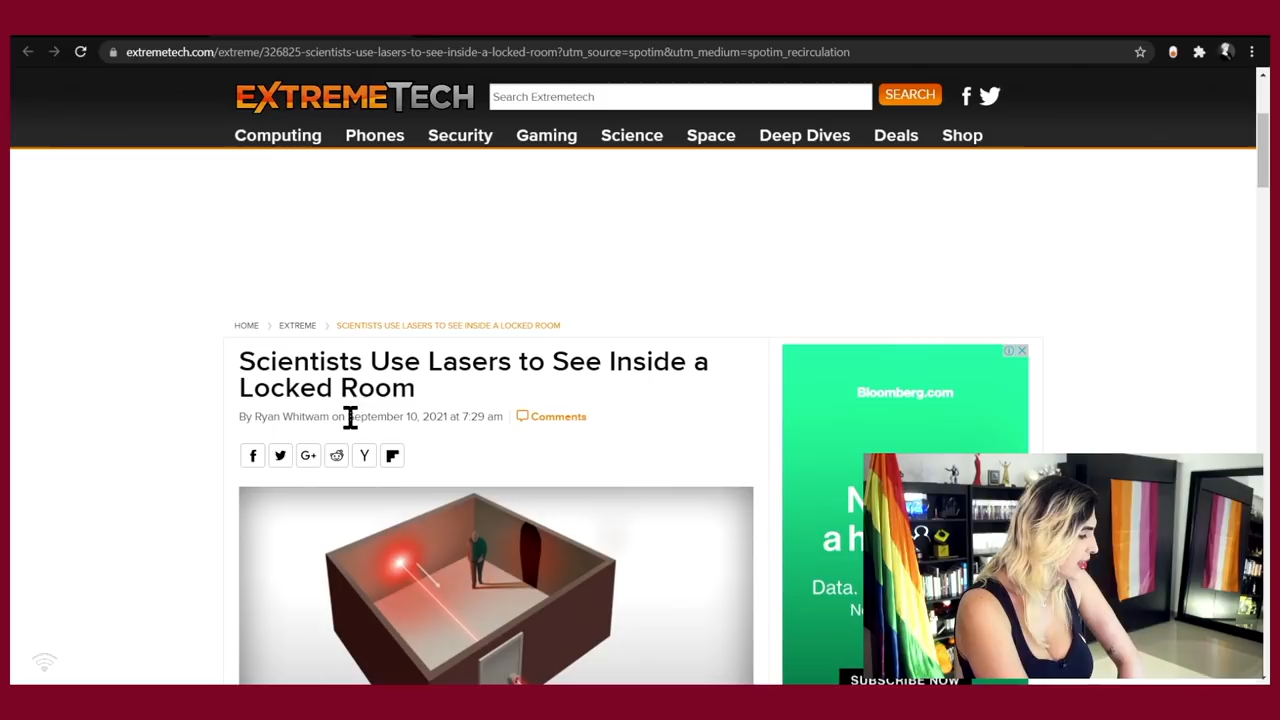 extremetech.com/extreme/326825-scientists-use-lasers-to-see-inside-a-locked-room?utm_source=spotim&utm_medium=spotim_recirculation
EXTREMETECH
Search Extremetech
SEARCH
Computing Phones Security Gaming Science Space Deep Dives Deals Shop
HOME > EXTREME > SCIENTISTS USE LASERS TO SEE INSIDE A LOCKED ROOM
Scientists Use Lasers to See Inside a
Locked Room
By Ryan Whitwam on September 10, 2021 at 7:29 am
Comments
G+ Y
Bloomberg.com
N
ah
Data.
No
SUBSCRIBE NOW